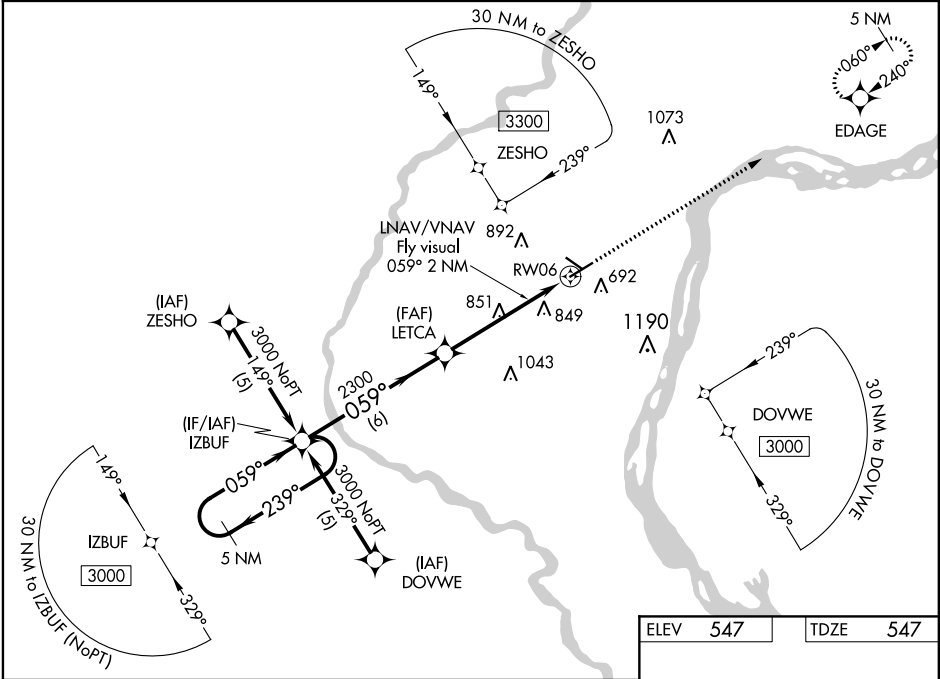 30 NM to ZESHO
149°
3300
ZESHO
239°
1073
5 NM
060°
240°
EDAGE
LNAV/VNAV
Fly visual
059° 2 NM
892
RW06
692
851
849
1190
1043
(FAF)
LETCA
(IAF)
ZESHO
3000 NoPT
149°
(5)
2300
059°
(6)
(IF/IAF)
IZBUF
059°
239°
5 NM
3000 NoPT
329°
(5)
(IAF)
DOVWE
149°
IZBUF
3000
329°
30 NM to IZBUF (NoPT)
239°
DOVWE
3000
329°
30 NM to DOVWE
ELEV 547
TDZE 547